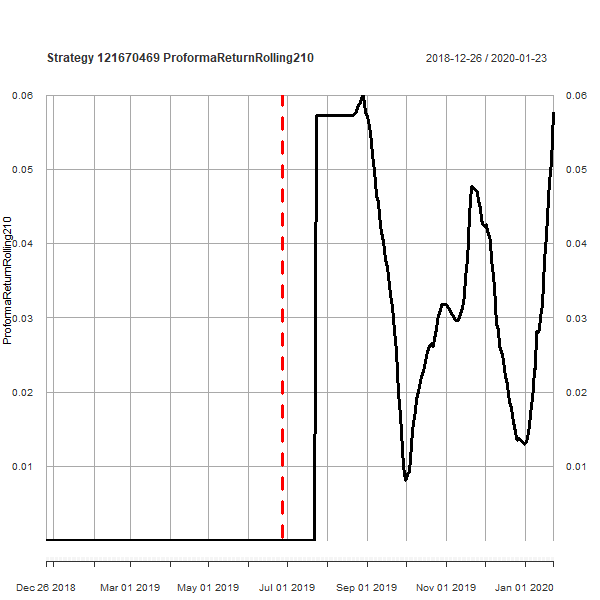 Strategy 121670469 ProformaReturnRolling210
2018-12-26 / 2020-01-23
0.06
0.06
0.05
0.05
0.04
0.04
0.03
0.03
0.02
0.02
0.01
0.01
ProformaReturnRolling210
Dec 26 2018
Mar 01 2019
May 01 2019
Jul 01 2019
Sep 01 2019
Nov 01 2019
Jan 01 2020